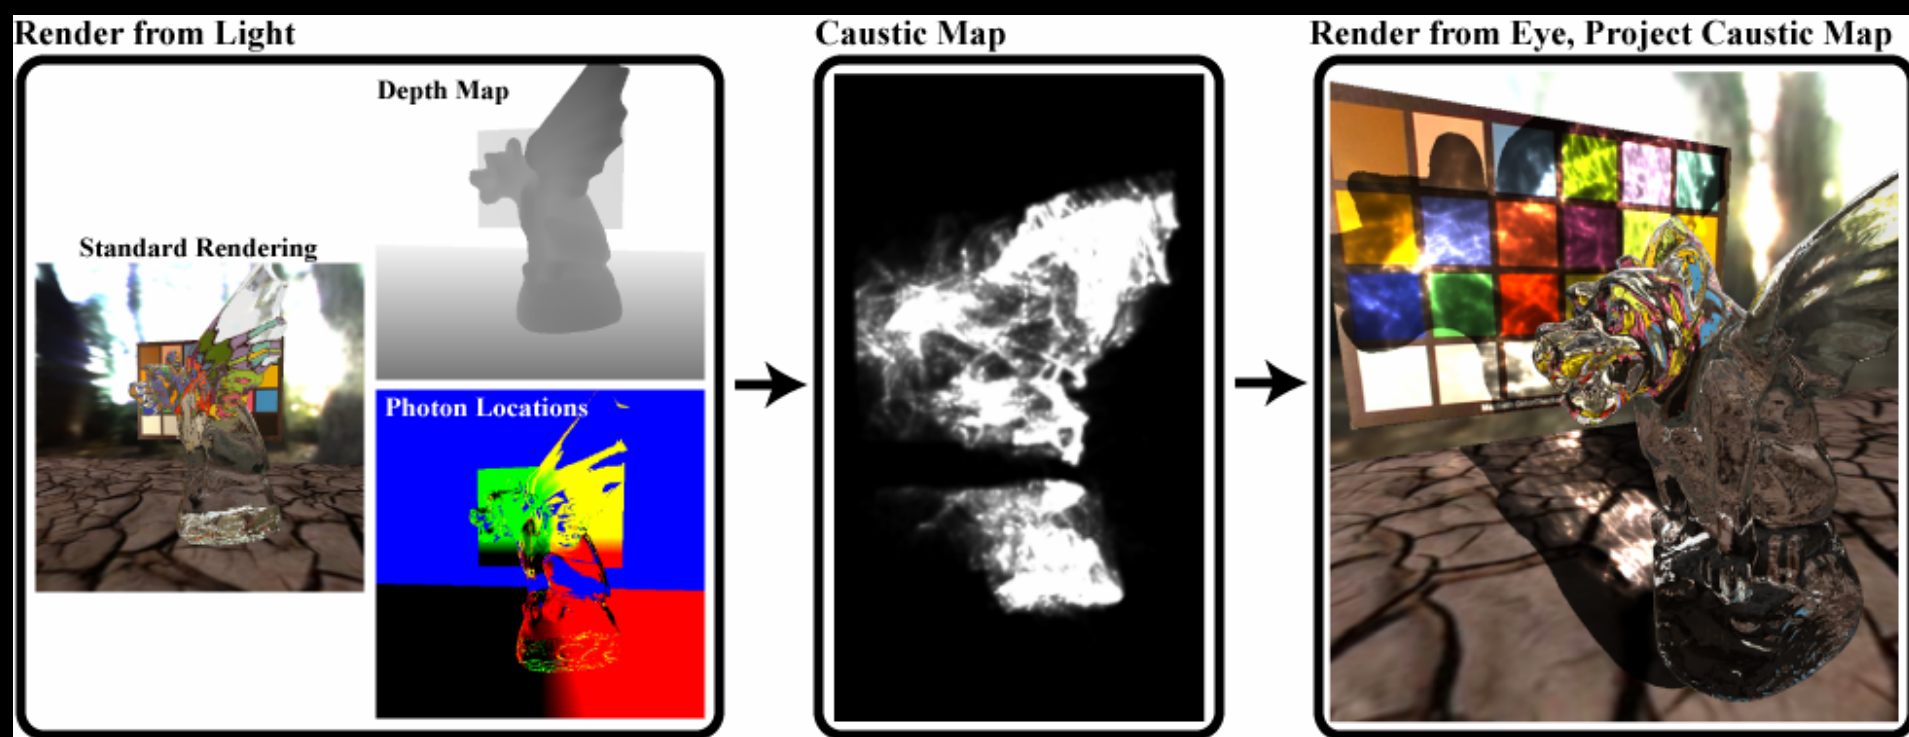 Render from Light
Caustic Map
Render from Eye, Project Caustic Map
Depth Map
Standard Rendering
Photon Locations